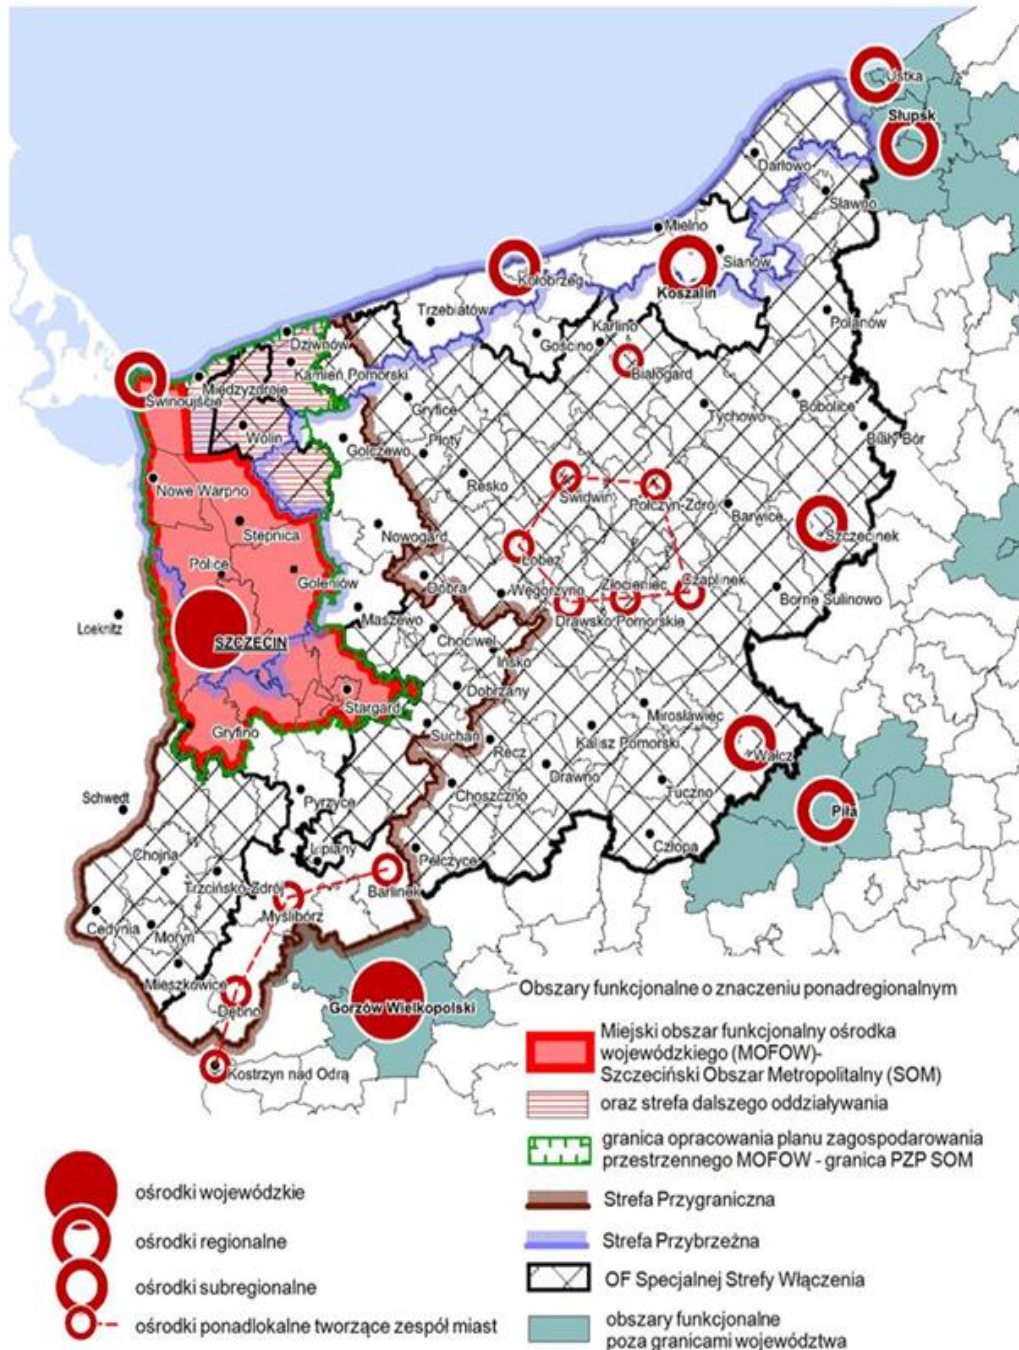 Ustka
Słupsk
Darłowo
Sławno
Mielno
Sianów
Kołobrzeg
Koszalin
Trzebiatów
Dziwnów
Karlino
Gościno
Polanów
Kamień Pomorski
Białogard
Międzyzdroje
Świnoujście
Gryfice
Tychowo
Bobolice
Wolin
Płoty
Biały Bór
Golczewo
Resko
Nowe Warpno
Świdwin
Połczyn-Zdrój
Barwice
Szczecinek
Stepnica
Nowogard
Police
Łobez
Goleniów
Dobra
Węgorzyno
Złocieniec
Czaplinek
Borne Sulinowo
Loeknitz
Maszewo
Drawsko Pomorskie
SZCZECIN
Chociwel
Ińsko
Dobrzany
Stargard
Mirosławiec
Gryfino
Suchań
Recz
Kalisz Pomorski
Wałcz
Drawno
Schwedt
Pyrzyce
Choszczno
Tuczno
Piła
Człopa
Chojna
Lipiany
Pełczyce
Trzcińsko-Zdrój
Barlinek
Cedynia
Myślibórz
Moryń
Mieszkowice
Dębno
Gorzów Wielkopolski
Kostrzyn nad Odrą
Obszary funkcjonalne o znaczeniu ponadregionalnym
Miejski obszar funkcjonalny ośrodka
wojewódzkiego (MOFOW)-
Szczeciński Obszar Metropolitalny (SOM)
oraz strefa dalszego oddziaływania
granica opracowania planu zagospodarowania
przestrzennego MOFOW - granica PZP SOM
Strefa Przygraniczna
Strefa Przybrzeżna
OF Specjalnej Strefy Włączenia
obszary funkcjonalne
poza granicami województwa
ośrodki wojewódzkie
ośrodki regionalne
ośrodki subregionalne
ośrodki ponadlokalne tworzące zespół miast